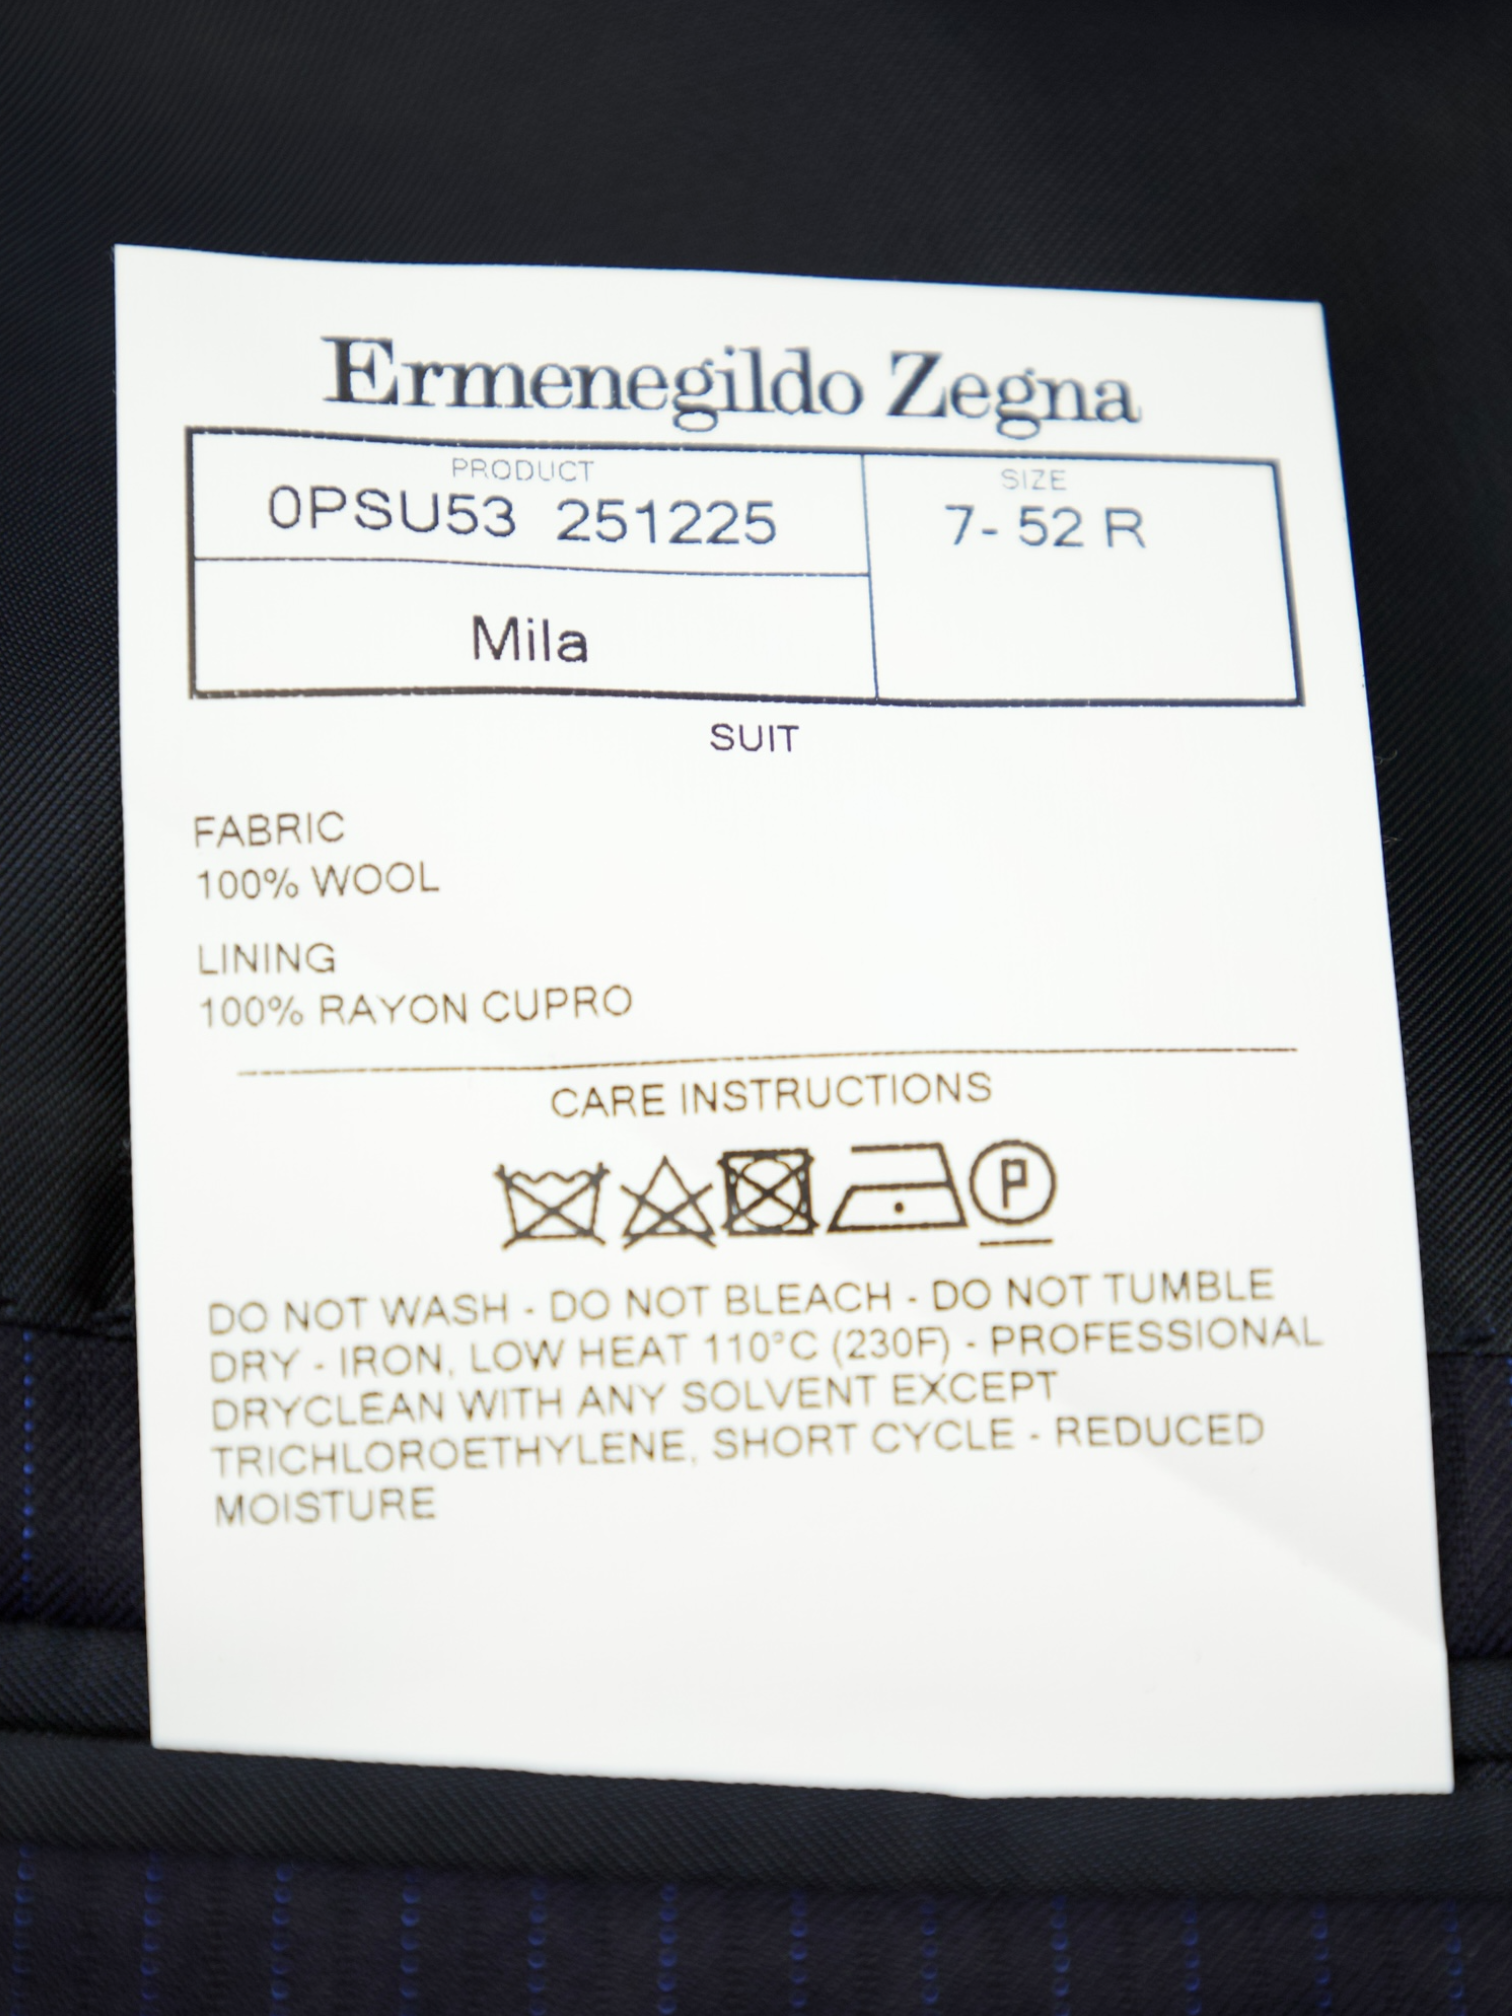 Ermenegildo Zegna
PRODUCT
0PSU53 251225
SIZE
7- 52 R
Mila
SUIT
FABRIC
100% WOOL
LINING
100% RAYON CUPRO
CARE INSTRUCTIONS
P
DO NOT WASH - DO NOT BLEACH - DO NOT TUMBLE
DRY - IRON, LOW HEAT 110°C (230F) - PROFESSIONAL
DRYCLEAN WITH ANY SOLVENT EXCEPT
TRICHLOROETHYLENE, SHORT CYCLE - REDUCED
MOISTURE